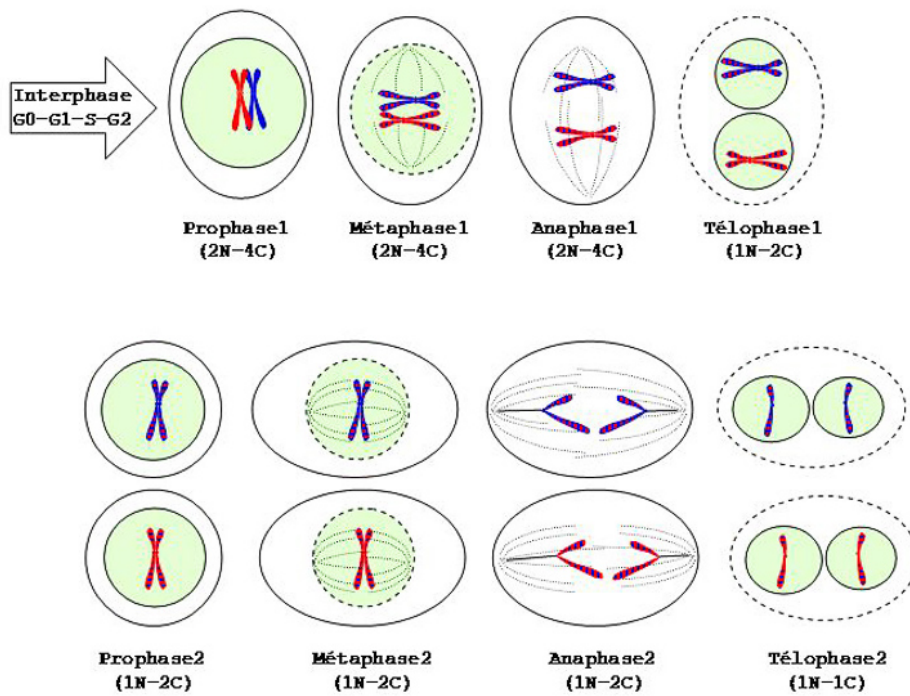 Interphase
G0-G1-S-G2
Prophase1
(2N-4C)
Métaphase1
(2N-4C)
Anaphase1
(2N-4C)
Télophase1
(1N-2C)
Prophase2
(1N-2C)
Métaphase2
(1N-2C)
Anaphase2
(1N-2C)
Télophase2
(1N-1C)